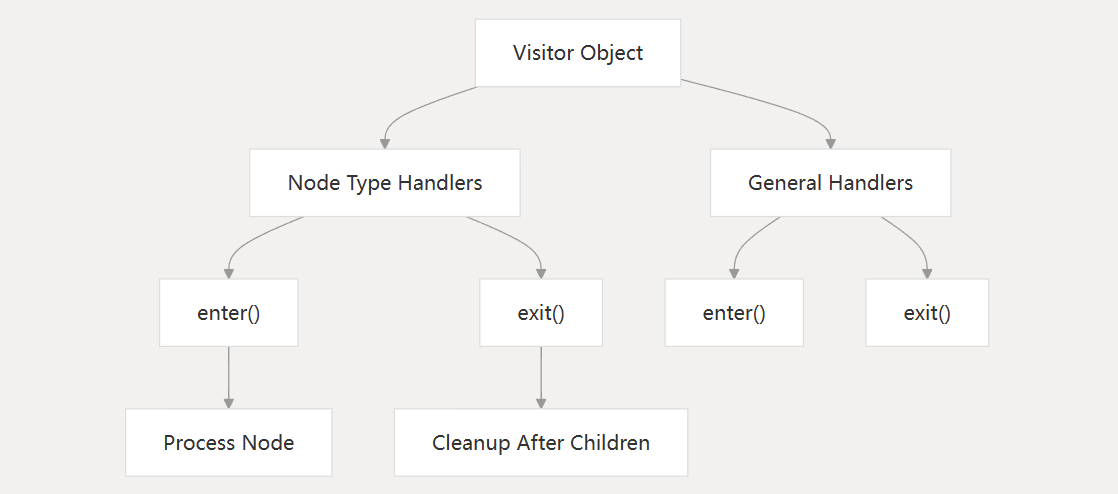 Visitor Object
Node Type Handlers
General Handlers
enter()
exit()
enter()
exit()
Process Node
Cleanup After Children